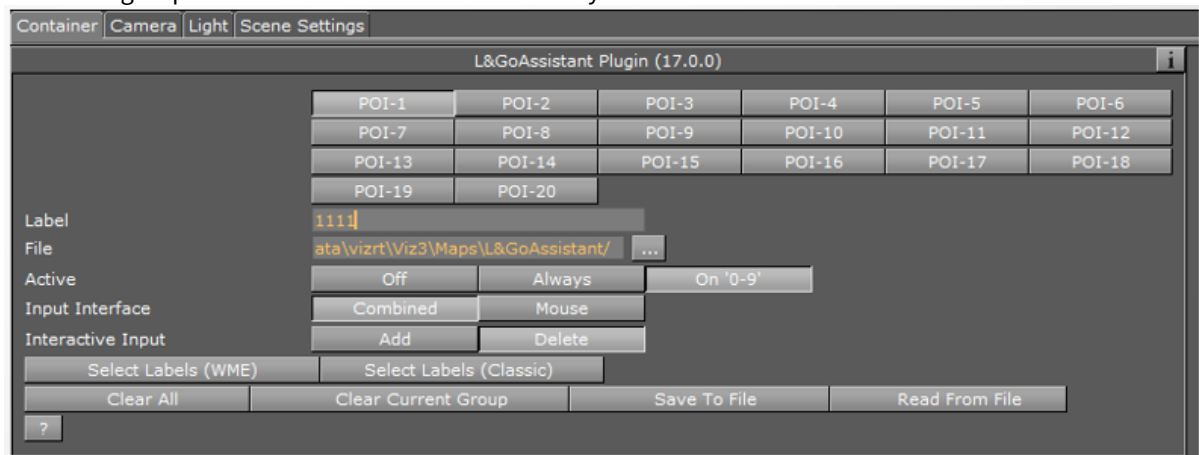 Container Camera Light Scene Settings
L&GoAssistant Plugin (17.0.0) i
POI-1 POI-2 POI-3 POI-4 POI-5 POI-6
POI-7 POI-8 POI-9 POI-10 POI-11 POI-12
POI-13 POI-14 POI-15 POI-16 POI-17 POI-18
POI-19 POI-20
Label 1111
File ata\vizrt\Viz3\Maps\L&GoAssistant/ ...
Active Off Always On '0-9'
Input Interface Combined Mouse
Interactive Input Add Delete
Select Labels (WME) Select Labels (Classic)
Clear All Clear Current Group Save To File Read From File
?